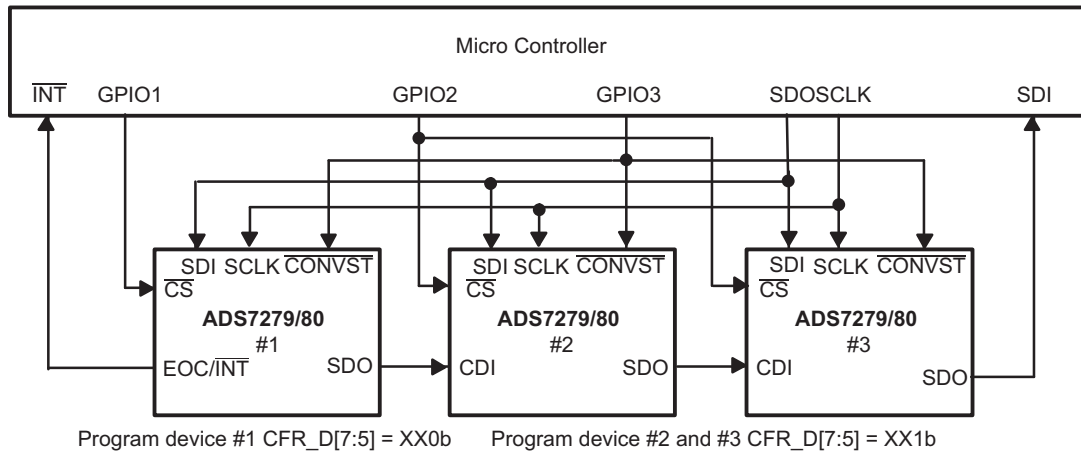 Micro Controller
INT GPIO1 GPIO2 GPIO3 SDOSCLK SDI
SDI SCLK CONVST
CS
ADS7279/80
#1
EOC/INT
SDO
SDI SCLK CONVST
CS
ADS7279/80
#2
CDI
SDO
SDI SCLK CONVST
CS
ADS7279/80
#3
CDI
SDO
Program device #1 CFR_D[7:5] = XX0b Program device #2 and #3 CFR_D[7:5] = XX1b